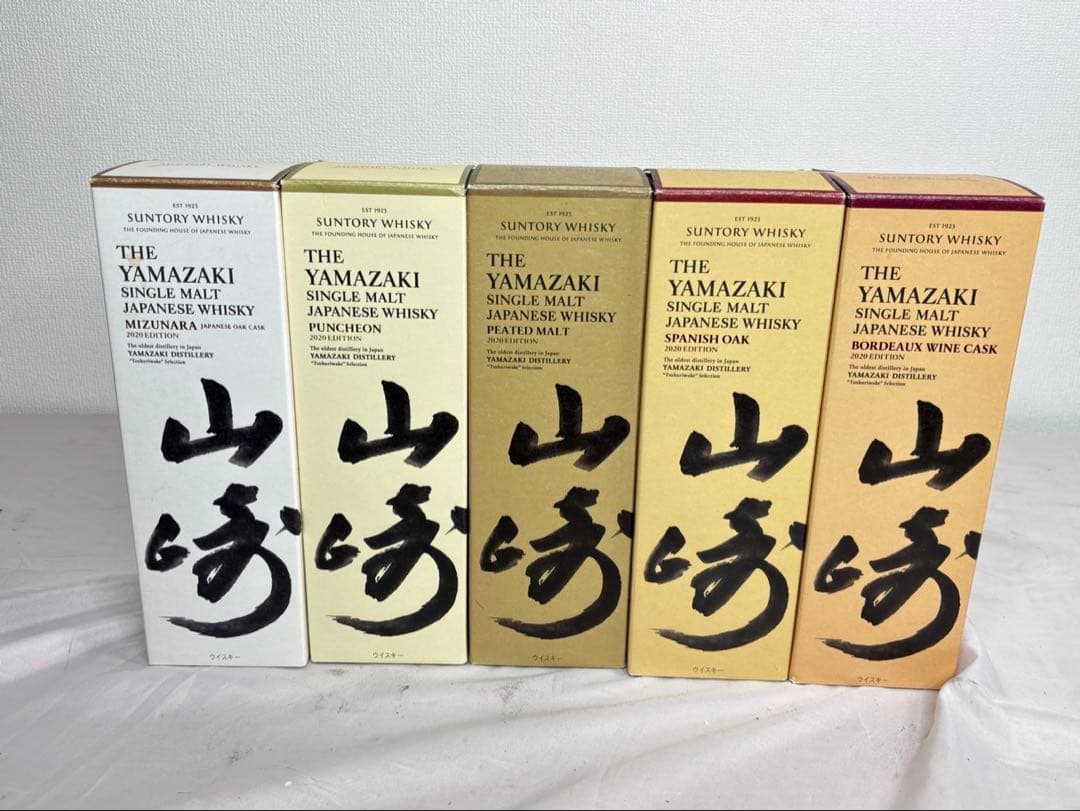 EST 1923
SUNTORY WHISKY
THE FOUNDING HOUSE OF JAPANESE WHISKY
THE
YAMAZAKI
SINGLE MALT
JAPANESE WHISKY
MIZUNARA JAPANESE OAK CASK
2020 EDITION
The oldest distillery in Japan
YAMAZAKI DISTILLERY
"Tsukuriwake" Selection
山
崎
ウイスキー
EST 1923
SUNTORY WHISKY
THE FOUNDING HOUSE OF JAPANESE WHISKY
THE
YAMAZAKI
SINGLE MALT
JAPANESE WHISKY
PUNCHEON
2020 EDITION
The oldest distillery in Japan
YAMAZAKI DISTILLERY
"Tsukuriwake" Selection
山
崎
ウイスキー
EST 1923
SUNTORY WHISKY
THE FOUNDING HOUSE OF JAPANESE WHISKY
THE
YAMAZAKI
SINGLE MALT
JAPANESE WHISKY
PEATED MALT
2020 EDITION
The oldest distillery in Japan
YAMAZAKI DISTILLERY
"Tsukuriwake" Selection
山
崎
ウイスキー
EST 1923
SUNTORY WHISKY
THE FOUNDING HOUSE OF JAPANESE WHISKY
THE
YAMAZAKI
SINGLE MALT
JAPANESE WHISKY
SPANISH OAK
2020 EDITION
The oldest distillery in Japan
YAMAZAKI DISTILLERY
"Tsukuriwake" Selection
山
崎
ウイスキー
EST 1923
SUNTORY WHISKY
THE FOUNDING HOUSE OF JAPANESE WHISKY
THE
YAMAZAKI
SINGLE MALT
JAPANESE WHISKY
BORDEAUX WINE CASK
2020 EDITION
The oldest distillery in Japan
YAMAZAKI DISTILLERY
"Tsukuriwake" Selection
山
崎
ウイスキー